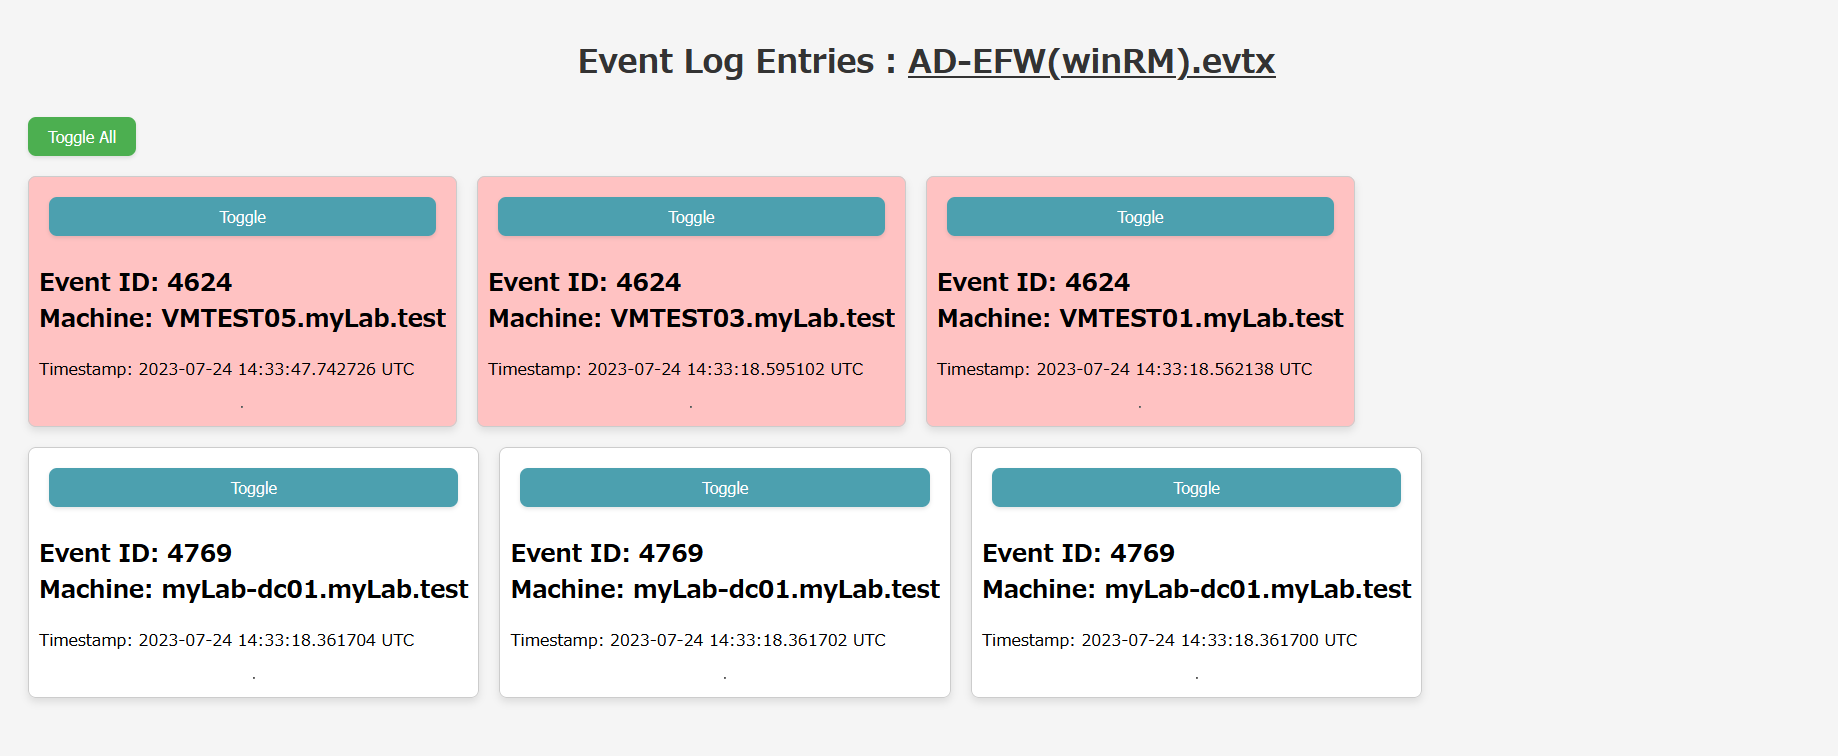 Event Log Entries : AD-EFW(winRM).evtx
Toggle All
Toggle
Event ID: 4624
Machine: VMTEST05.myLab.test
Timestamp: 2023-07-24 14:33:47.742726 UTC
.
Toggle
Event ID: 4624
Machine: VMTEST03.myLab.test
Timestamp: 2023-07-24 14:33:18.595102 UTC
.
Toggle
Event ID: 4624
Machine: VMTEST01.myLab.test
Timestamp: 2023-07-24 14:33:18.562138 UTC
.
Toggle
Event ID: 4769
Machine: myLab-dc01.myLab.test
Timestamp: 2023-07-24 14:33:18.361704 UTC
.
Toggle
Event ID: 4769
Machine: myLab-dc01.myLab.test
Timestamp: 2023-07-24 14:33:18.361702 UTC
.
Toggle
Event ID: 4769
Machine: myLab-dc01.myLab.test
Timestamp: 2023-07-24 14:33:18.361700 UTC
.